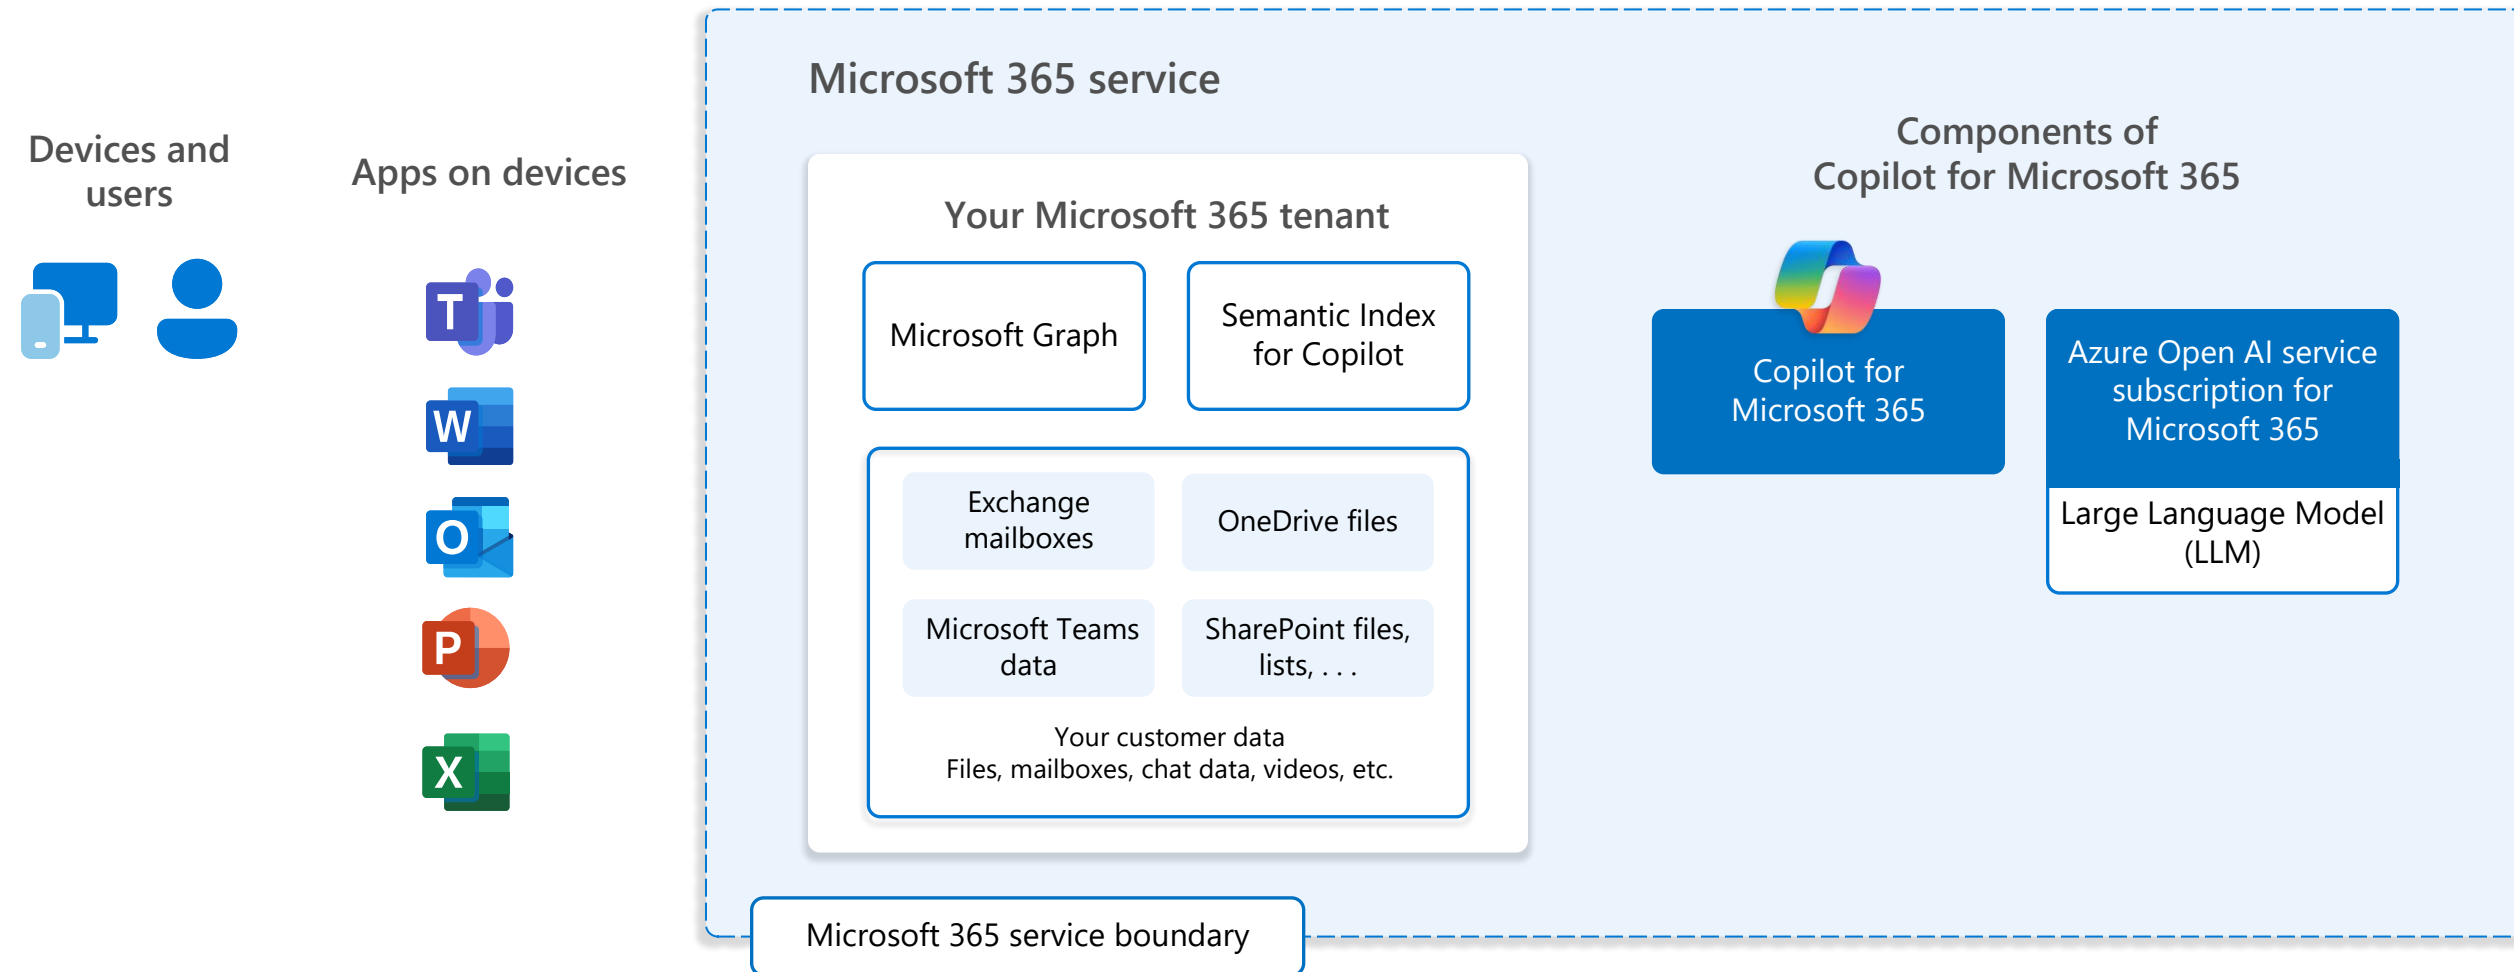 Microsoft 365 service
Devices and
users
Apps on devices
Your Microsoft 365 tenant
Components of
Copilot for Microsoft 365
T
W
O
P
X
Microsoft Graph
Semantic Index
for Copilot
Exchange
mailboxes
OneDrive files
Microsoft Teams
data
SharePoint files,
lists, . . .
Your customer data
Files, mailboxes, chat data, videos, etc.
Copilot for
Microsoft 365
Azure Open AI service
subscription for
Microsoft 365
Large Language Model
(LLM)
Microsoft 365 service boundary